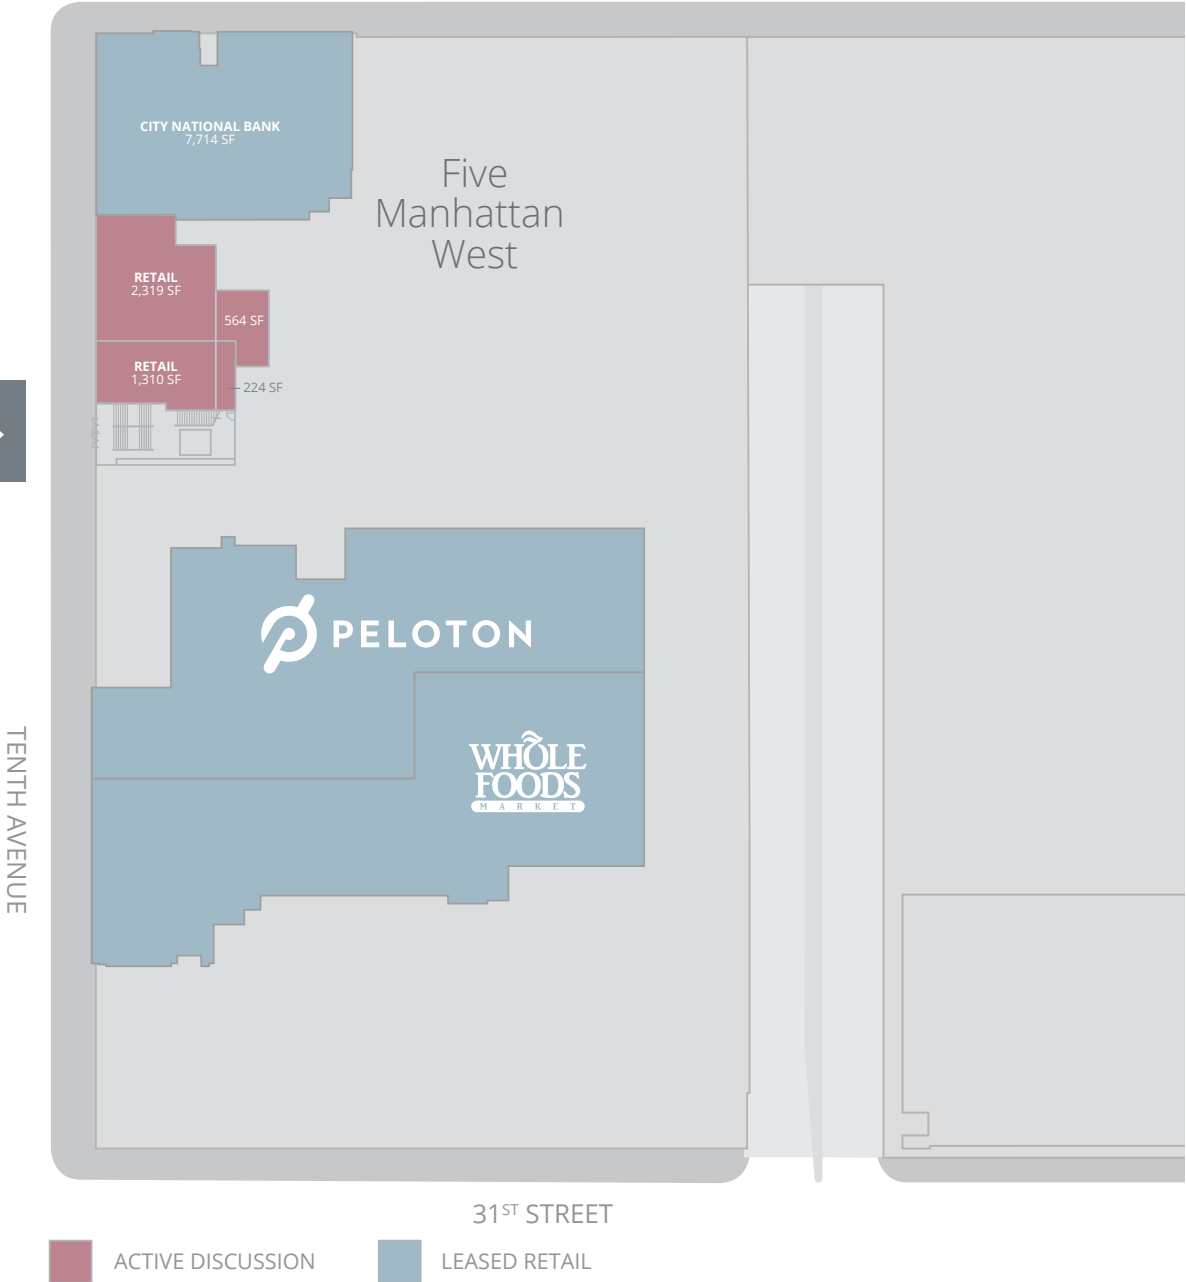 CITY NATIONAL BANK
7,714 SF
Five
Manhattan
West
RETAIL
2,319 SF
564 SF
RETAIL
1,310 SF
224 SF
PELOTON
WHOLE
FOODS
MARKET
TENTH AVENUE
31ST STREET
ACTIVE DISCUSSION
LEASED RETAIL